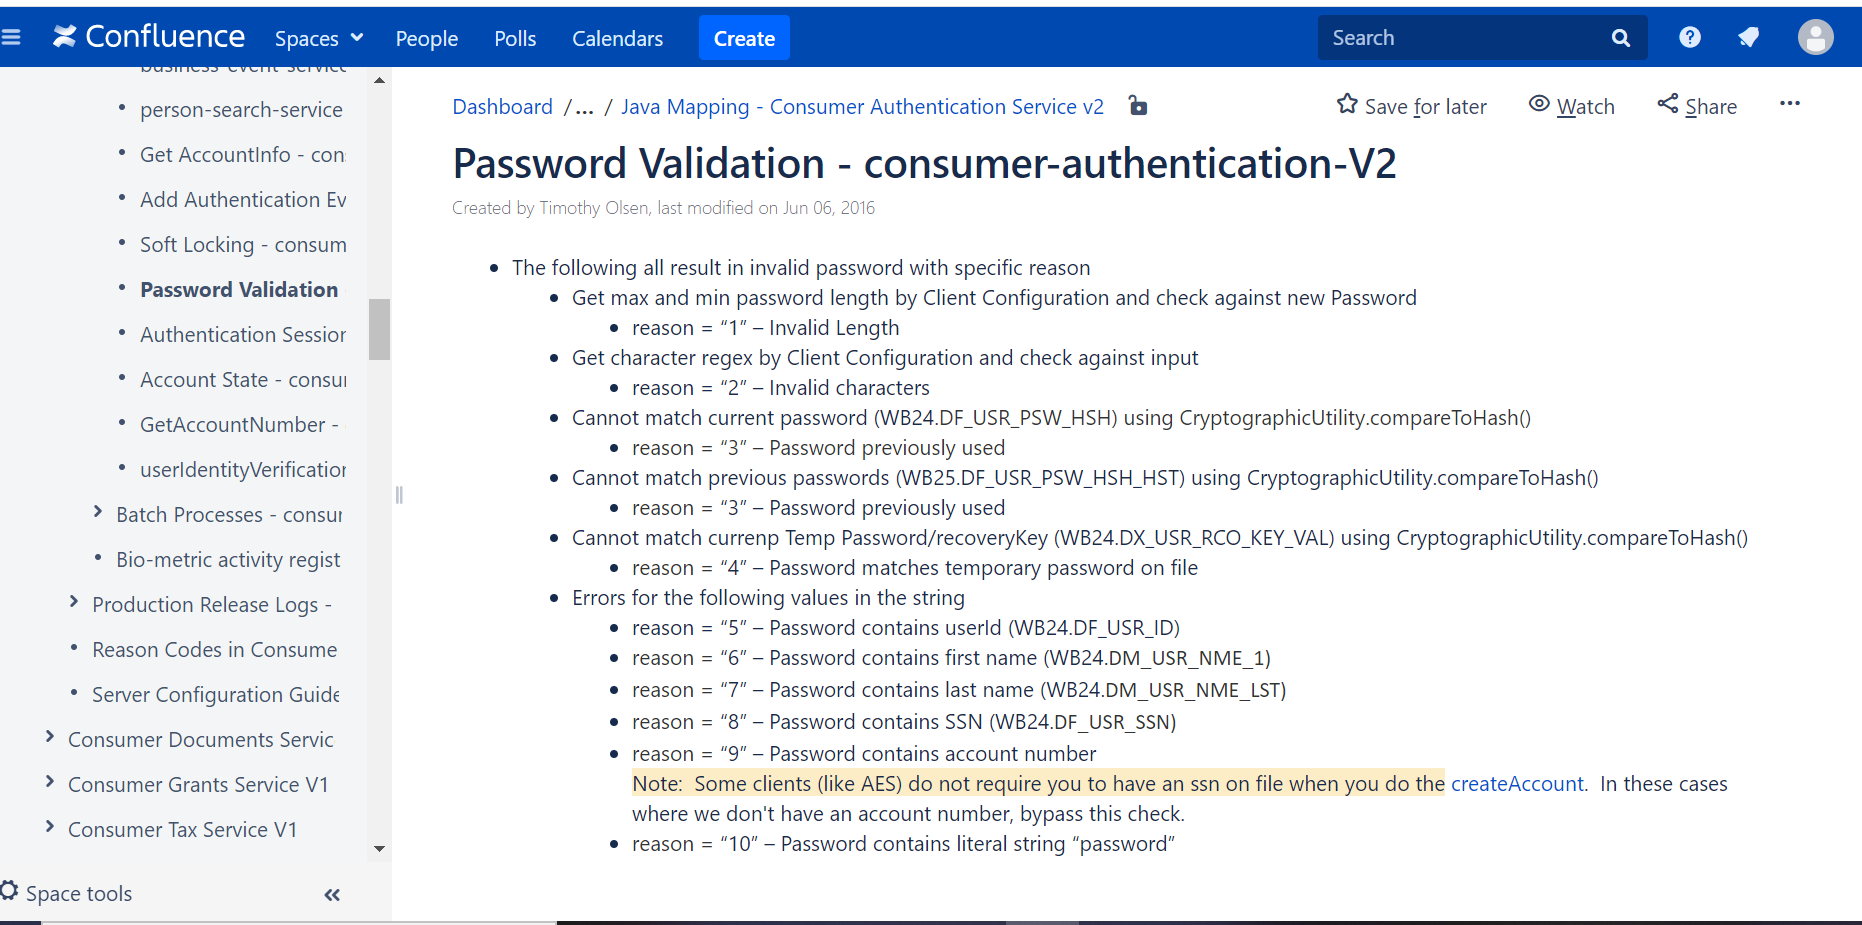 Confluence Spaces People Polls Calendars Create Search
business-event-service
person-search-service
Get AccountInfo - con
Add Authentication Ev
Soft Locking - consum
Password Validation
Authentication Session
Account State - consu
GetAccountNumber -
userIdentityVerification
Batch Processes - consur
Bio-metric activity regist
Production Release Logs -
Reason Codes in Consume
Server Configuration Guide
Consumer Documents Servic
Consumer Grants Service V1
Consumer Tax Service V1
Space tools
Dashboard /... / Java Mapping - Consumer Authentication Service v2
Save for later Watch Share
Password Validation - consumer-authentication-V2
Created by Timothy Olsen, last modified on Jun 06, 2016
• The following all result in invalid password with specific reason
• Get max and min password length by Client Configuration and check against new Password
• reason = “1” – Invalid Length
• Get character regex by Client Configuration and check against input
• reason = “2” – Invalid characters
• Cannot match current password (WB24.DF_USR_PSW_HSH) using CryptographicUtility.compareToHash()
• reason = “3” – Password previously used
• Cannot match previous passwords (WB25.DF_USR_PSW_HSH_HST) using CryptographicUtility.compareToHash()
• reason = “3” – Password previously used
• Cannot match currenp Temp Password/recoveryKey (WB24.DX_USR_RCO_KEY_VAL) using CryptographicUtility.compareToHash()
• reason = “4” – Password matches temporary password on file
• Errors for the following values in the string
• reason = “5” – Password contains userId (WB24.DF_USR_ID)
• reason = “6” – Password contains first name (WB24.DM_USR_NME_1)
• reason = “7” – Password contains last name (WB24.DM_USR_NME_LST)
• reason = “8” – Password contains SSN (WB24.DF_USR_SSN)
• reason = “9” – Password contains account number
Note:  Some clients (like AES) do not require you to have an ssn on file when you do the createAccount.  In these cases
where we don't have an account number, bypass this check.
• reason = “10” – Password contains literal string “password”